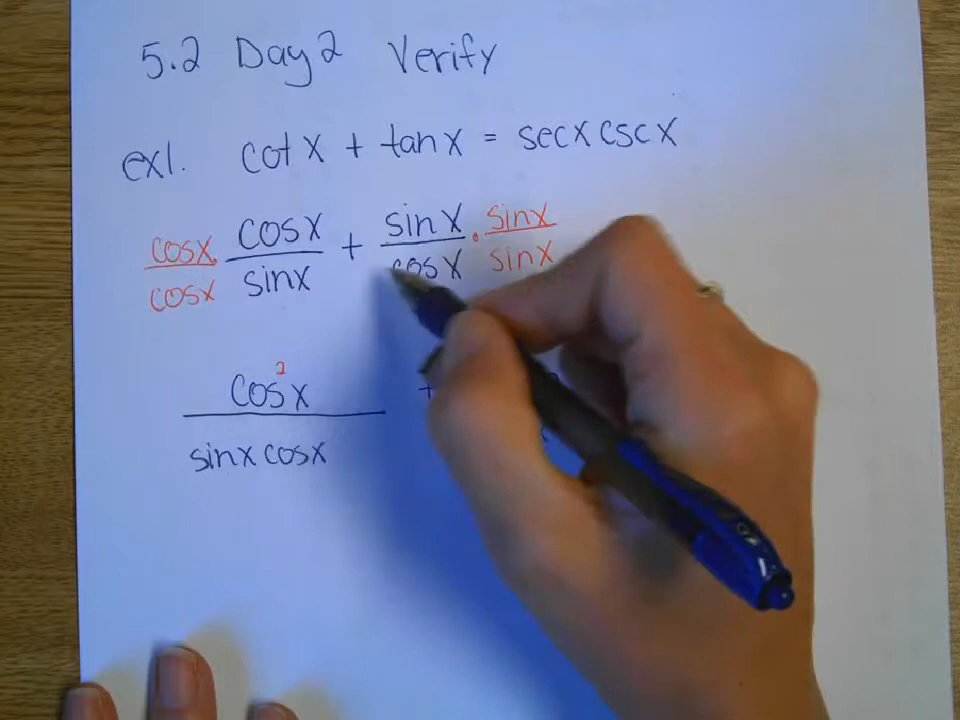 5.2 Day 2 Verify
ex1. cot x + tan x = sec x csc x
cos x / cos x · cos x / sin x + sin x / cos x · sin x / sin x
cos²x / sin x cos x +